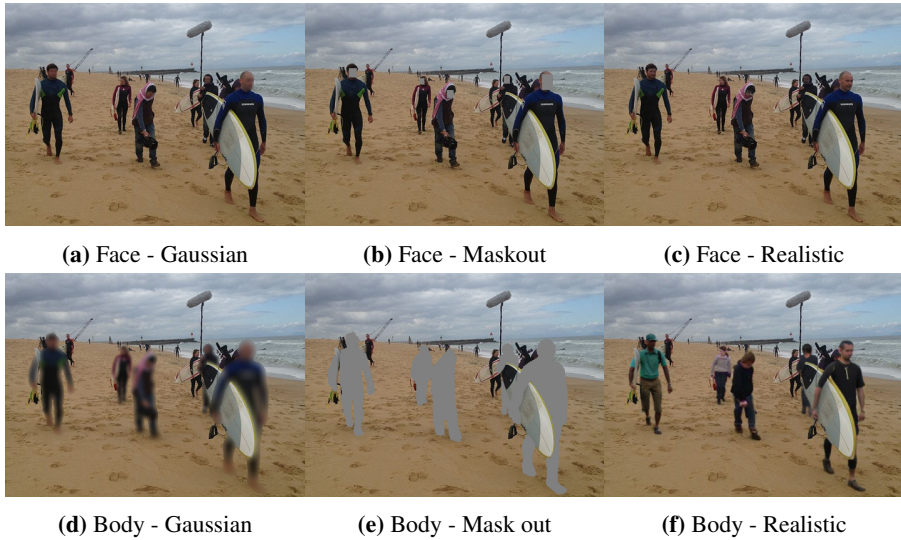 (a) Face - Gaussian
(b) Face - Maskout
(c) Face - Realistic
(d) Body - Gaussian
(e) Body - Mask out
(f) Body - Realistic